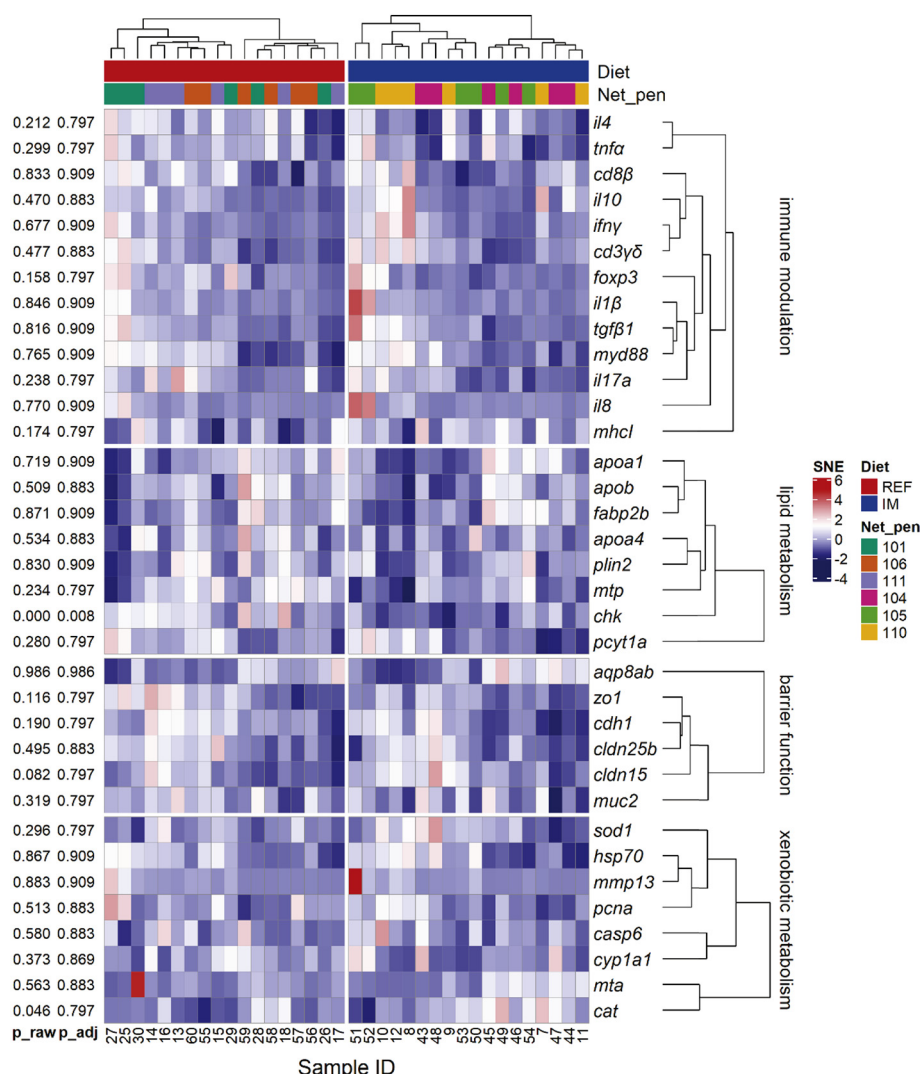 Diet
Net_pen
0.212 0.797 il4
0.299 0.797 tnfα
0.833 0.909 cd8β
0.470 0.883 il10
0.677 0.909 ifnγ
0.477 0.883 cd3γδ
0.158 0.797 foxp3
0.846 0.909 il1β
0.816 0.909 tgfβ1
0.765 0.909 myd88
0.238 0.797 il17a
0.770 0.909 il8
0.174 0.797 mhcI
immune modulation
0.719 0.909 apoa1
0.509 0.883 apob
0.871 0.909 fabp2b
0.534 0.883 apoa4
0.830 0.909 plin2
0.234 0.797 mtp
0.000 0.008 chk
0.280 0.797 pcyt1a
lipid metabolism
0.986 0.986 aqp8ab
0.116 0.797 zo1
0.190 0.797 cdh1
0.495 0.883 cldn25b
0.082 0.797 cldn15
0.319 0.797 muc2
barrier function
0.296 0.797 sod1
0.867 0.909 hsp70
0.883 0.909 mmp13
0.513 0.883 pcna
0.580 0.883 casp6
0.373 0.869 cyp1a1
0.563 0.883 mta
0.046 0.797 cat
xenobiotic metabolism
p_raw p_adj 27 25 30 14 16 13 60 55 15 29 59 28 58 18 57 56 26 17 51 52 10 12 8 43 48 9 53 50 45 49 46 54 7 47 44 11
Sample ID
SNE
6
4
2
0
-2
-4
Diet
REF
IM
Net_pen
101
106
111
104
105
110